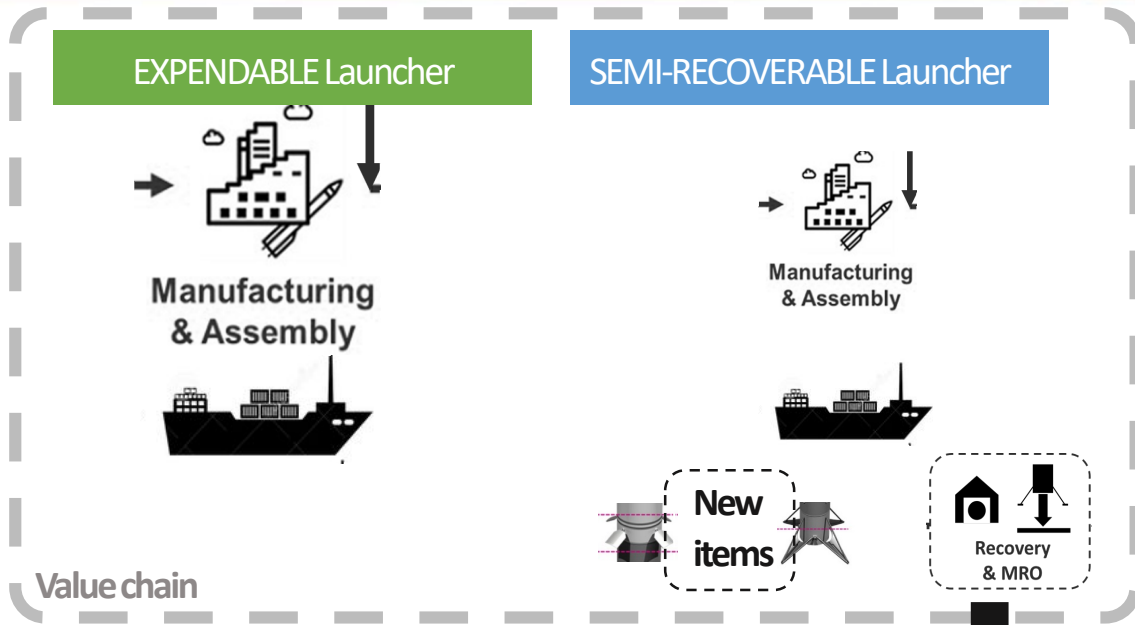 EXPENDABLE Launcher
SEMI-RECOVERABLE Launcher
Manufacturing
& Assembly
Manufacturing
& Assembly
New
items
Recovery
& MRO
Value chain